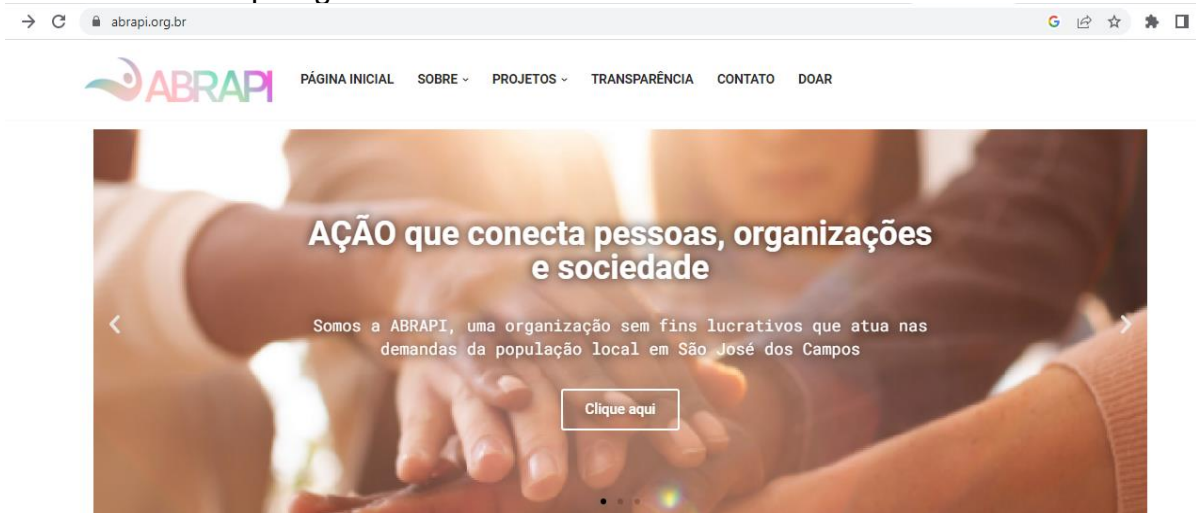 abrapi.org.br
ABRAPI
PÁGINA INICIAL SOBRE PROJETOS TRANSPARÊNCIA CONTATO DOAR
AÇÃO que conecta pessoas, organizações
e sociedade
Somos a ABRAPI, uma organização sem fins lucrativos que atua nas
demandas da população local em São José dos Campos
Clique aqui